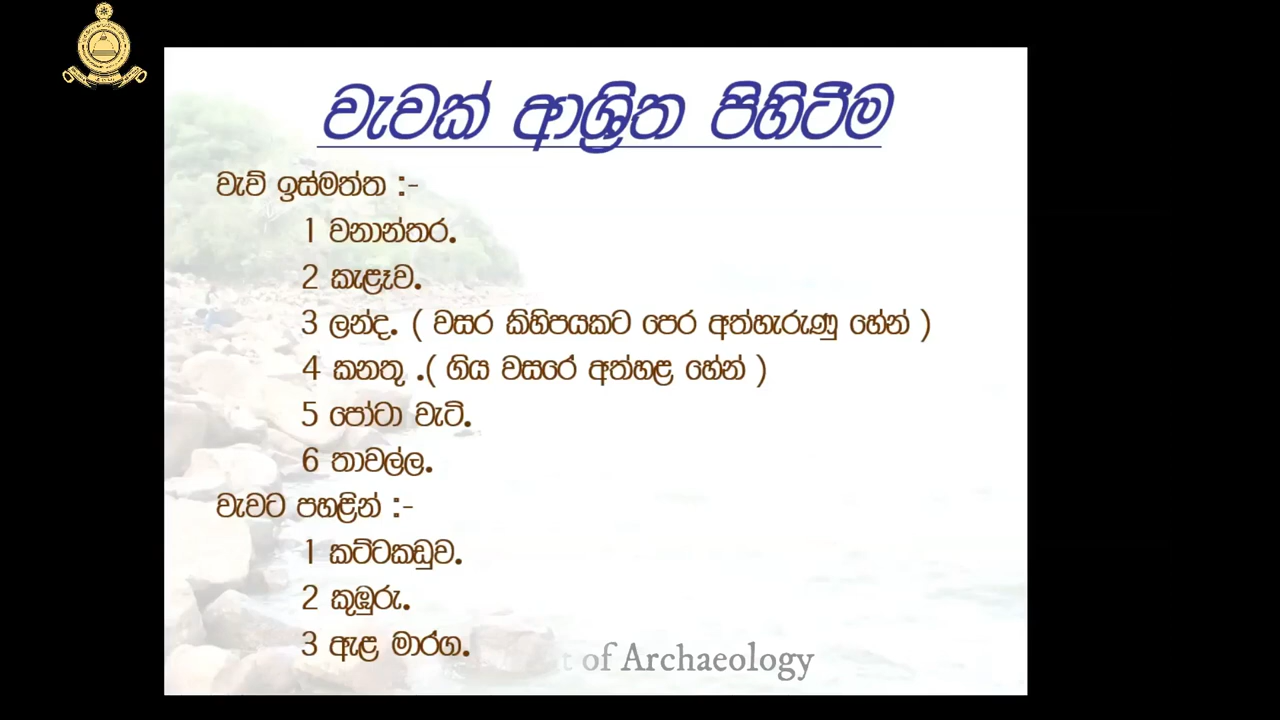 වැවක් ආශ්‍රිත පිහිටීම
වැව් ඉස්මත්ත :-
1 වනාන්තර.
2 කැළෑව.
3 ලන්ද. ( වසර කිහිපයකට පෙර අත්හැරුණු හේන් )
4 කනතු .( ගිය වසරේ අත්හළ හේන් )
5 පෝටා වැටි.
6 තාවල්ල.
වැවට පහළින් :-
1 කට්ටකඩුව.
2 කුඹුරු.
3 ඇළ මාර්ග.
of Archaeology